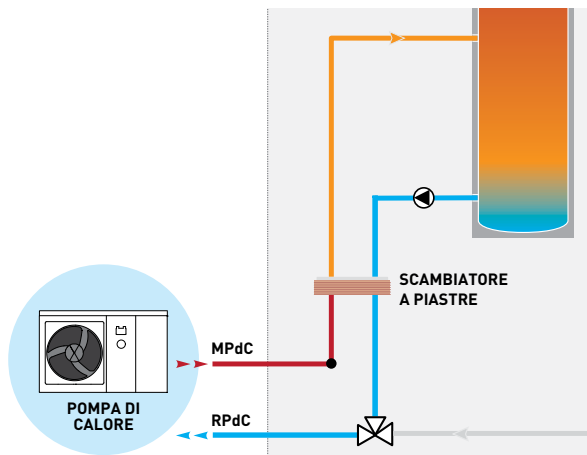 SCAMBIATORE
A PIASTRE
MPdC
POMPA DI
CALORE
RPdC